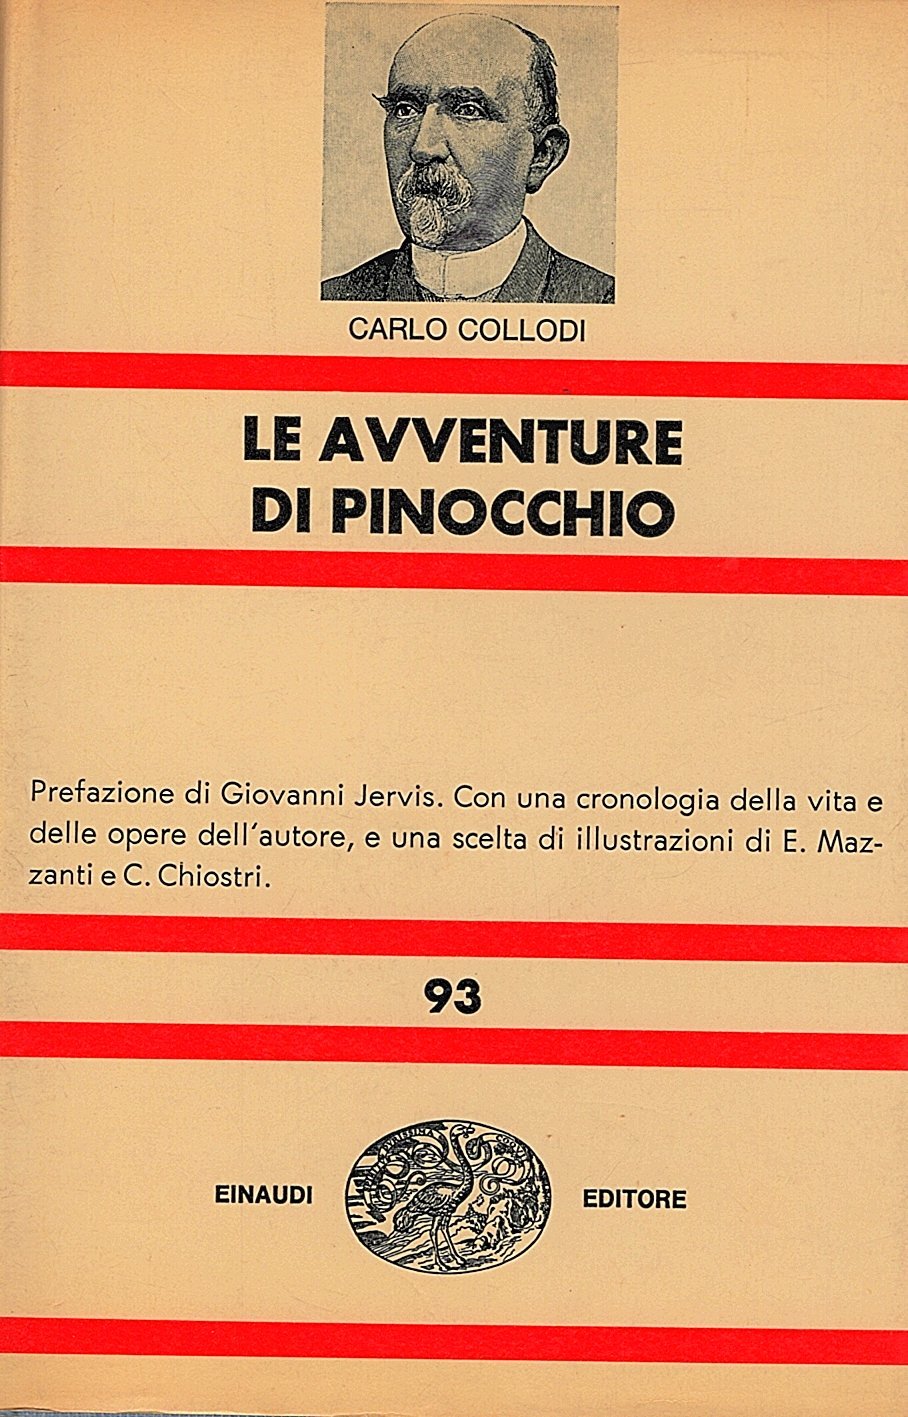 CARLO COLLODI
LE AVVENTURE
DI PINOCCHIO
Prefazione di Giovanni Jervis. Con una cronologia della vita e
delle opere dell'autore, e una scelta di illustrazioni di E. Maz-
zanti e C. Chiostri.
93
EINAUDI
EDITORE